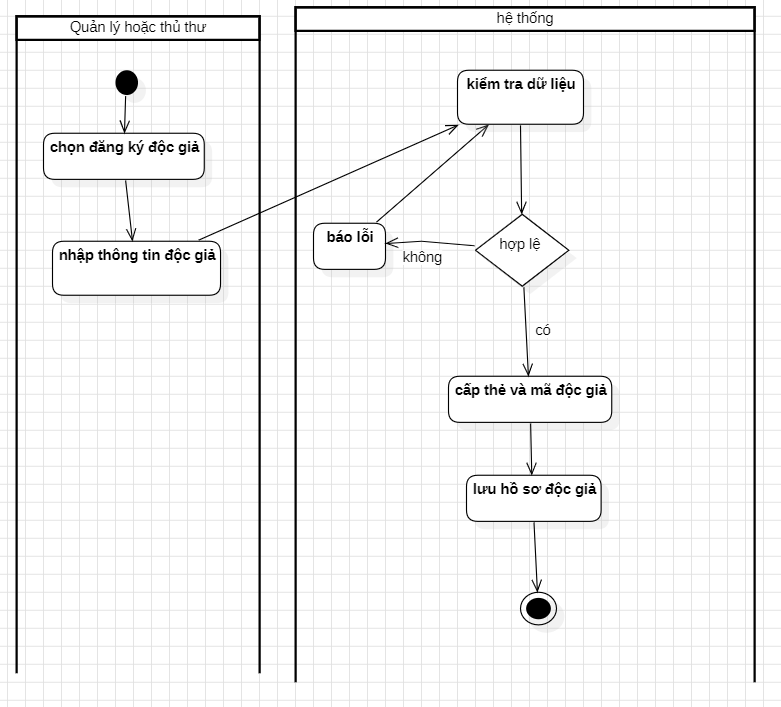 Quản lý hoặc thủ thư
hệ thống
kiểm tra dữ liệu
chọn đăng ký độc giả
báo lỗi
hợp lệ
nhập thông tin độc giả
không
có
cấp thẻ và mã độc giả
lưu hồ sơ độc giả